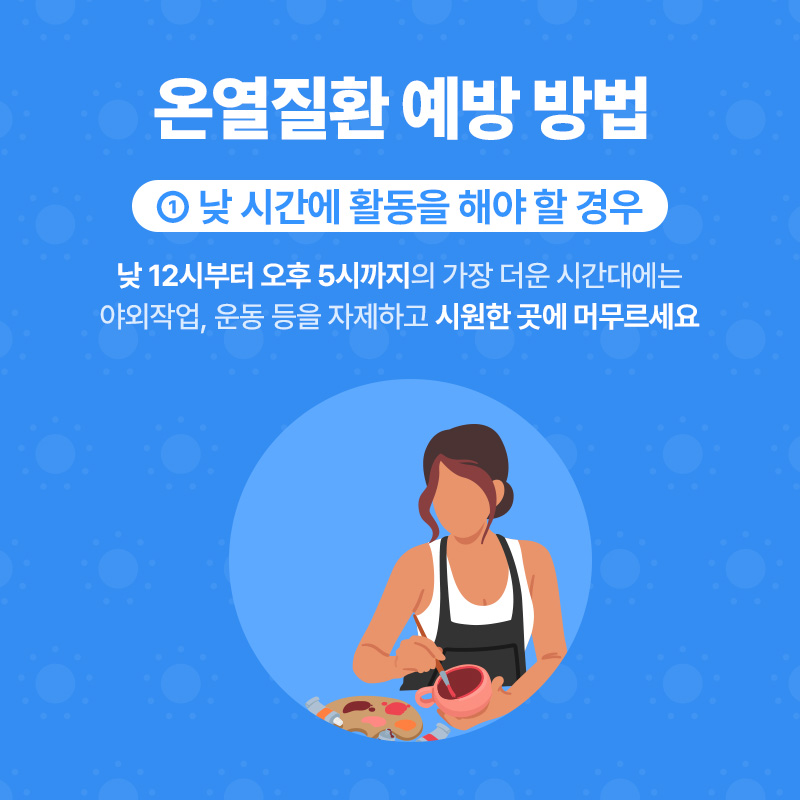 온열질환 예방 방법
① 낮 시간에 활동을 해야 할 경우
낮 12시부터 오후 5시까지의 가장 더운 시간대에는
야외작업, 운동 등을 자제하고 시원한 곳에 머무르세요